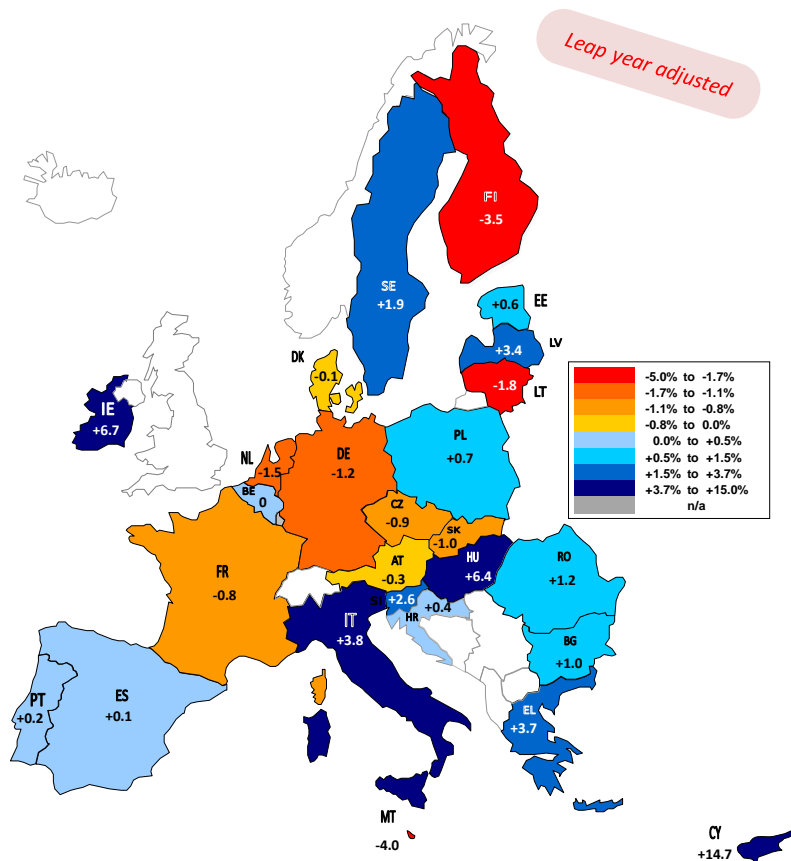 Leap year adjusted
FI
-3.5
SE
+1.9
+0.6
EE
LV
+3.4
DK
-0.1
-1.8
LT
IE
+6.7
-5.0% to -1.7%
-1.7% to -1.1%
-1.1% to -0.8%
-0.8% to 0.0%
0.0% to +0.5%
+0.5% to +1.5%
+1.5% to +3.7%
+3.7% to +15.0%
n/a
NL
-1.5
DE
-1.2
PL
+0.7
BE
0
CZ
-0.9
SK
-1.0
FR
-0.8
AT
-0.3
HU
+6.4
RO
+1.2
SI
+2.6
HR
+0.4
IT
+3.8
BG
+1.0
PT
+0.2
ES
+0.1
EL
+3.7
MT
-4.0
CY
+14.7